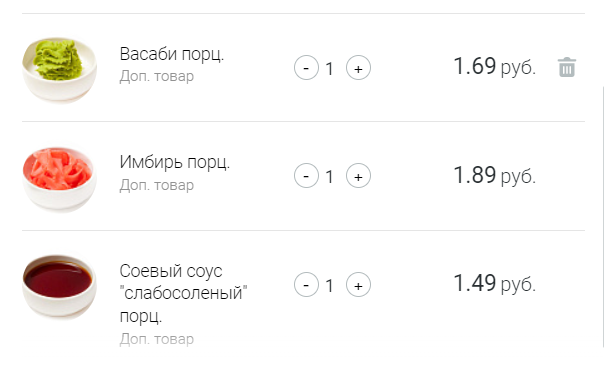 Васаби порц.
Доп. товар
- 1 +
1.69 руб.
Имбирь порц.
Доп. товар
- 1 +
1.89 руб.
Соевый соус
"слабосоленый"
порц.
Доп. товар
- 1 +
1.49 руб.